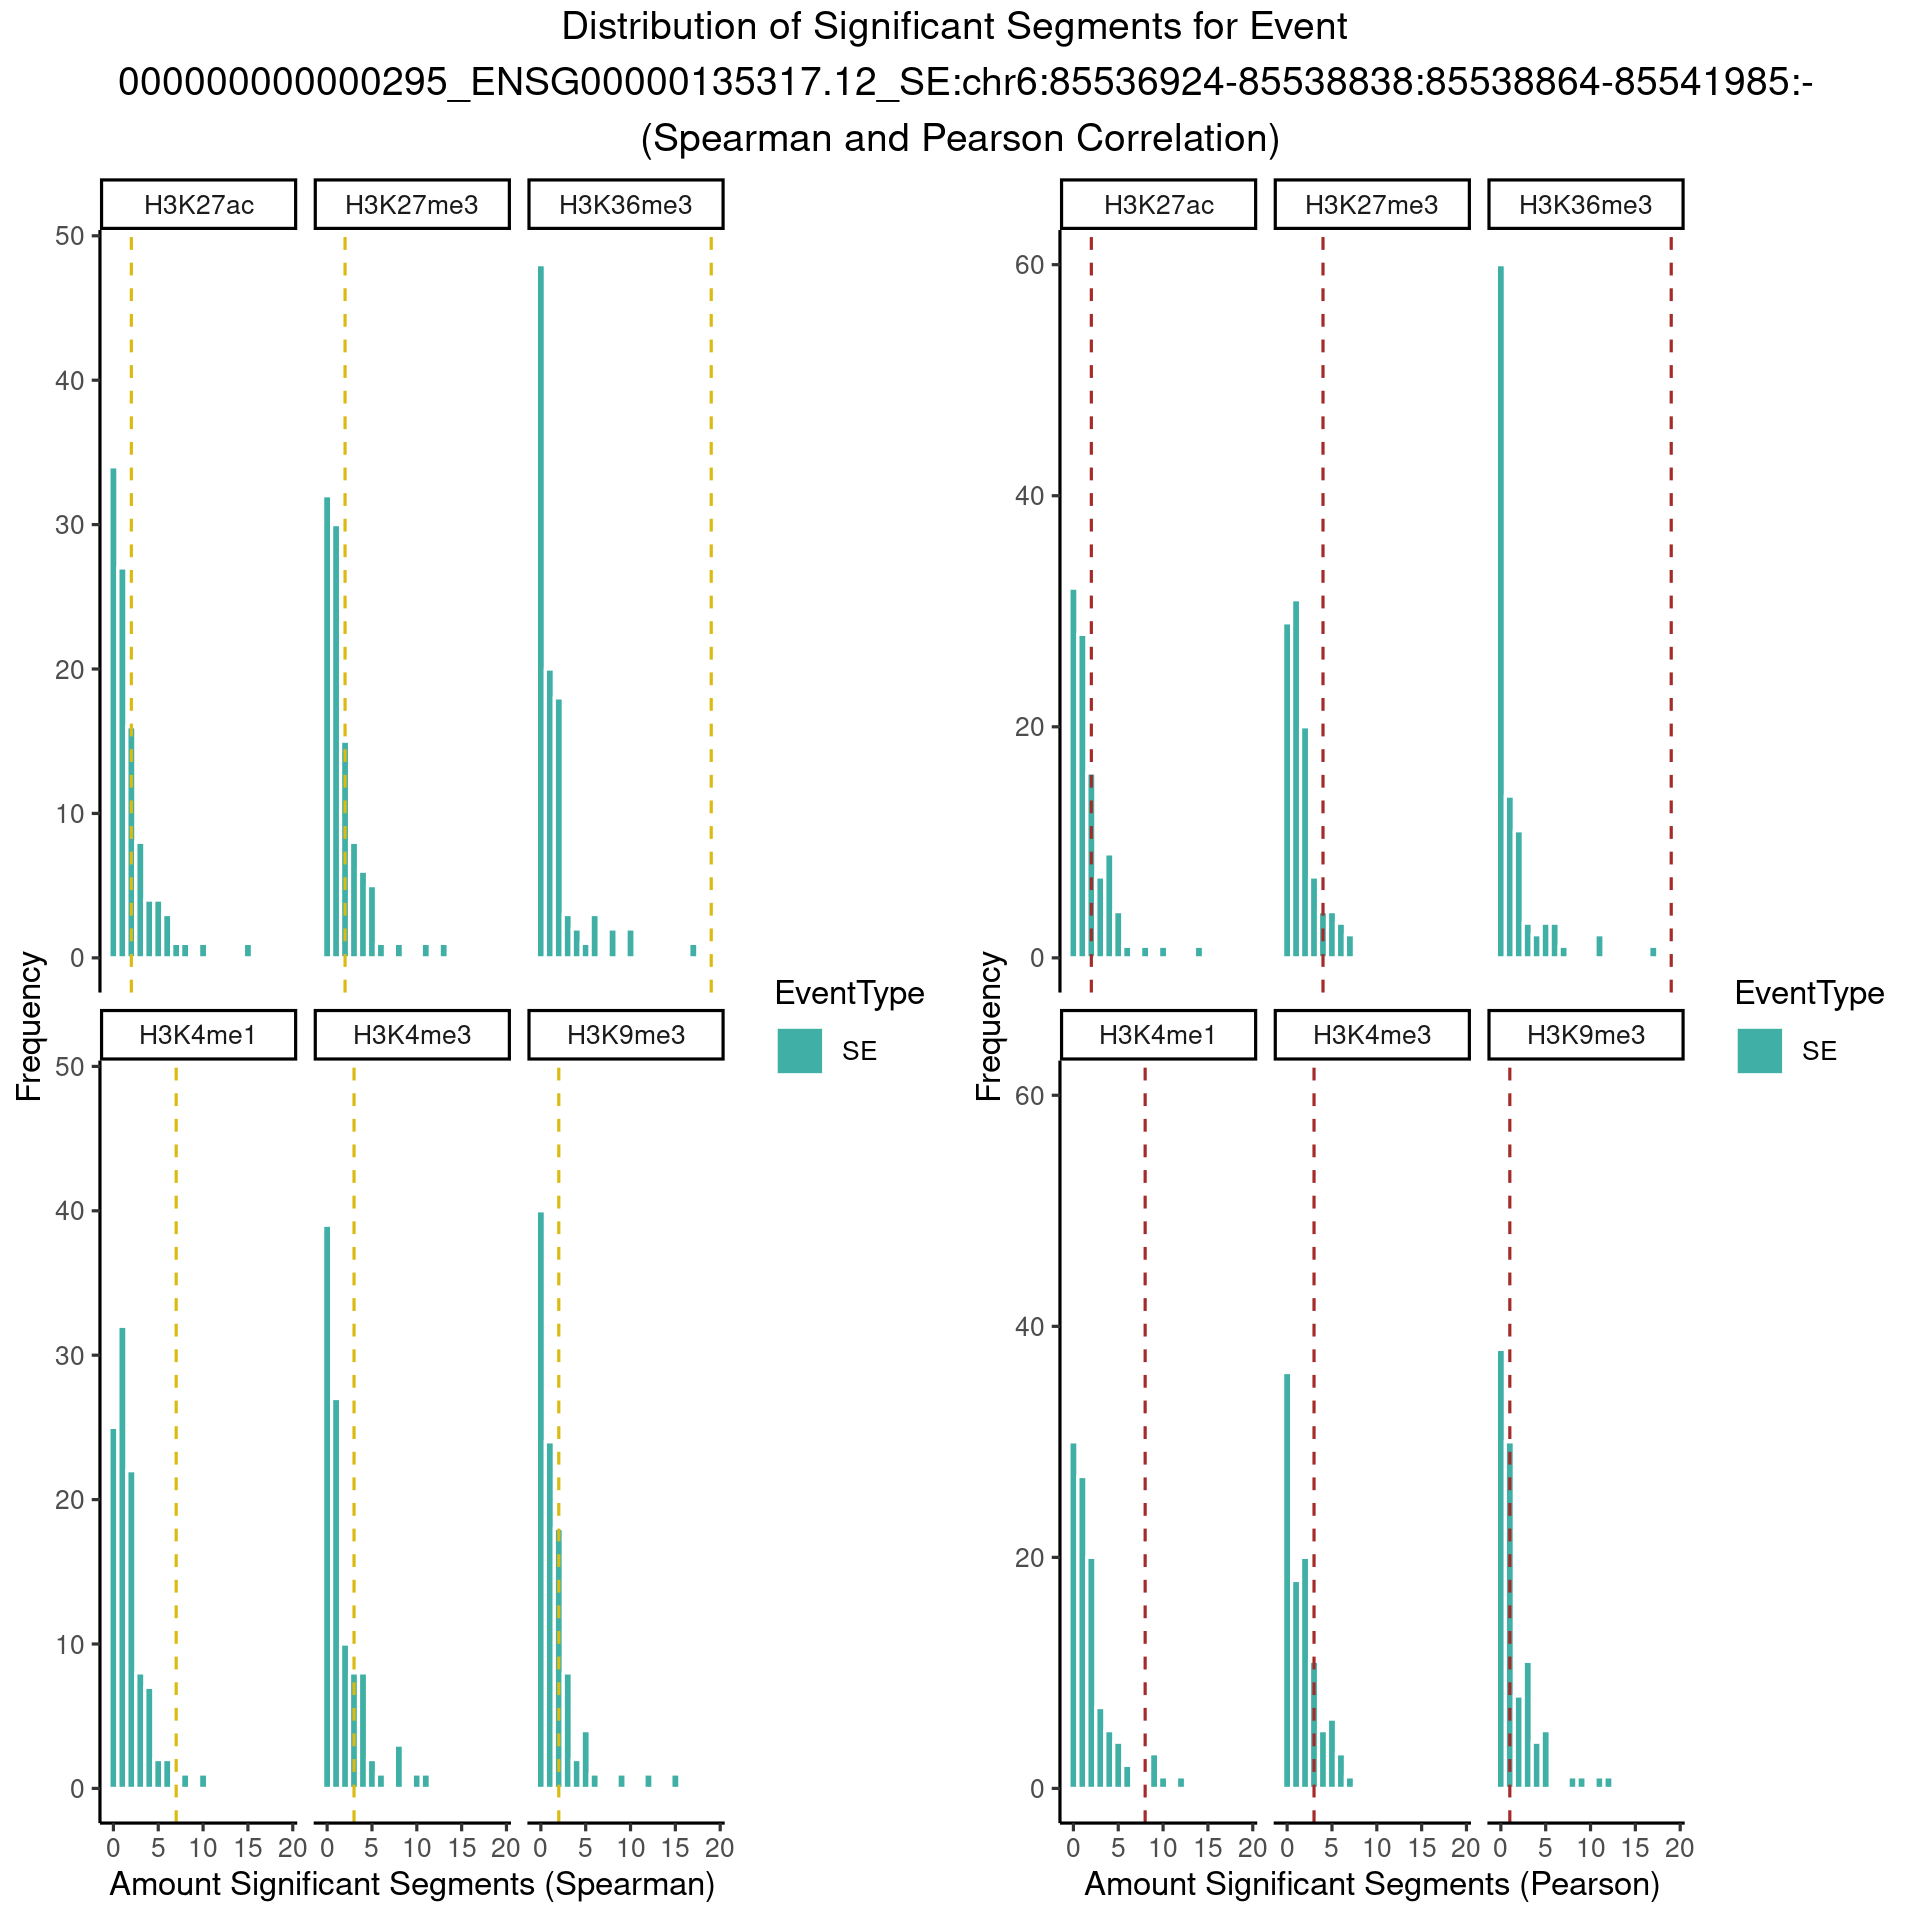 Distribution of Significant Segments for Event
000000000000295_ENSG00000135317.12_SE:chr6:85536924-85538838:85538864-85541985:-
(Spearman and Pearson Correlation)
H3K27ac H3K27me3 H3K36me3
50
40
30
20
10
0
H3K4me1 H3K4me3 H3K9me3
50
40
30
20
10
0
0 5 10 15 20 0 5 10 15 20 0 5 10 15 20
Frequency
Amount Significant Segments (Spearman)
EventType
SE
H3K27ac H3K27me3 H3K36me3
60
40
20
0
H3K4me1 H3K4me3 H3K9me3
60
40
20
0
0 5 10 15 20 0 5 10 15 20 0 5 10 15 20
Frequency
Amount Significant Segments (Pearson)
EventType
SE